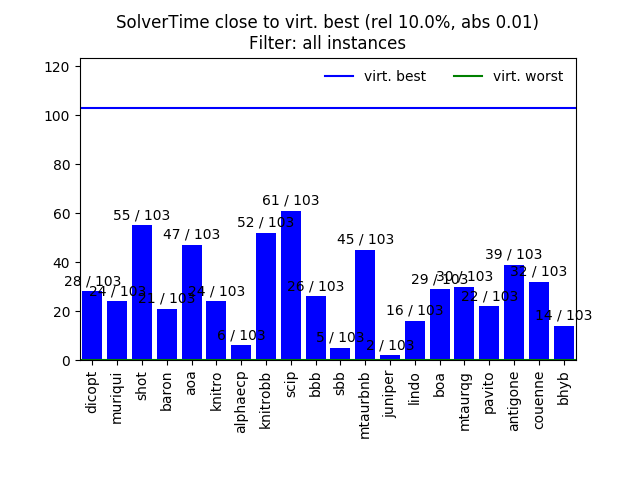 SolverTime close to virt. best (rel 10.0%, abs 0.01)
Filter: all instances
virt. best
virt. worst
120
100
80
60
40
20
0
28 / 103
24 / 103
55 / 103
21 / 103
47 / 103
24 / 103
6 / 103
52 / 103
61 / 103
26 / 103
5 / 103
45 / 103
2 / 103
16 / 103
29 / 103
30 / 103
22 / 103
39 / 103
32 / 103
14 / 103
dicopt
muriqui
shot
baron
aoa
knitro
alphaecp
knitrobb
scip
bbb
sbb
mtaurbnb
juniper
lindo
boa
mtaurqg
pavito
antigone
couenne
bhyb